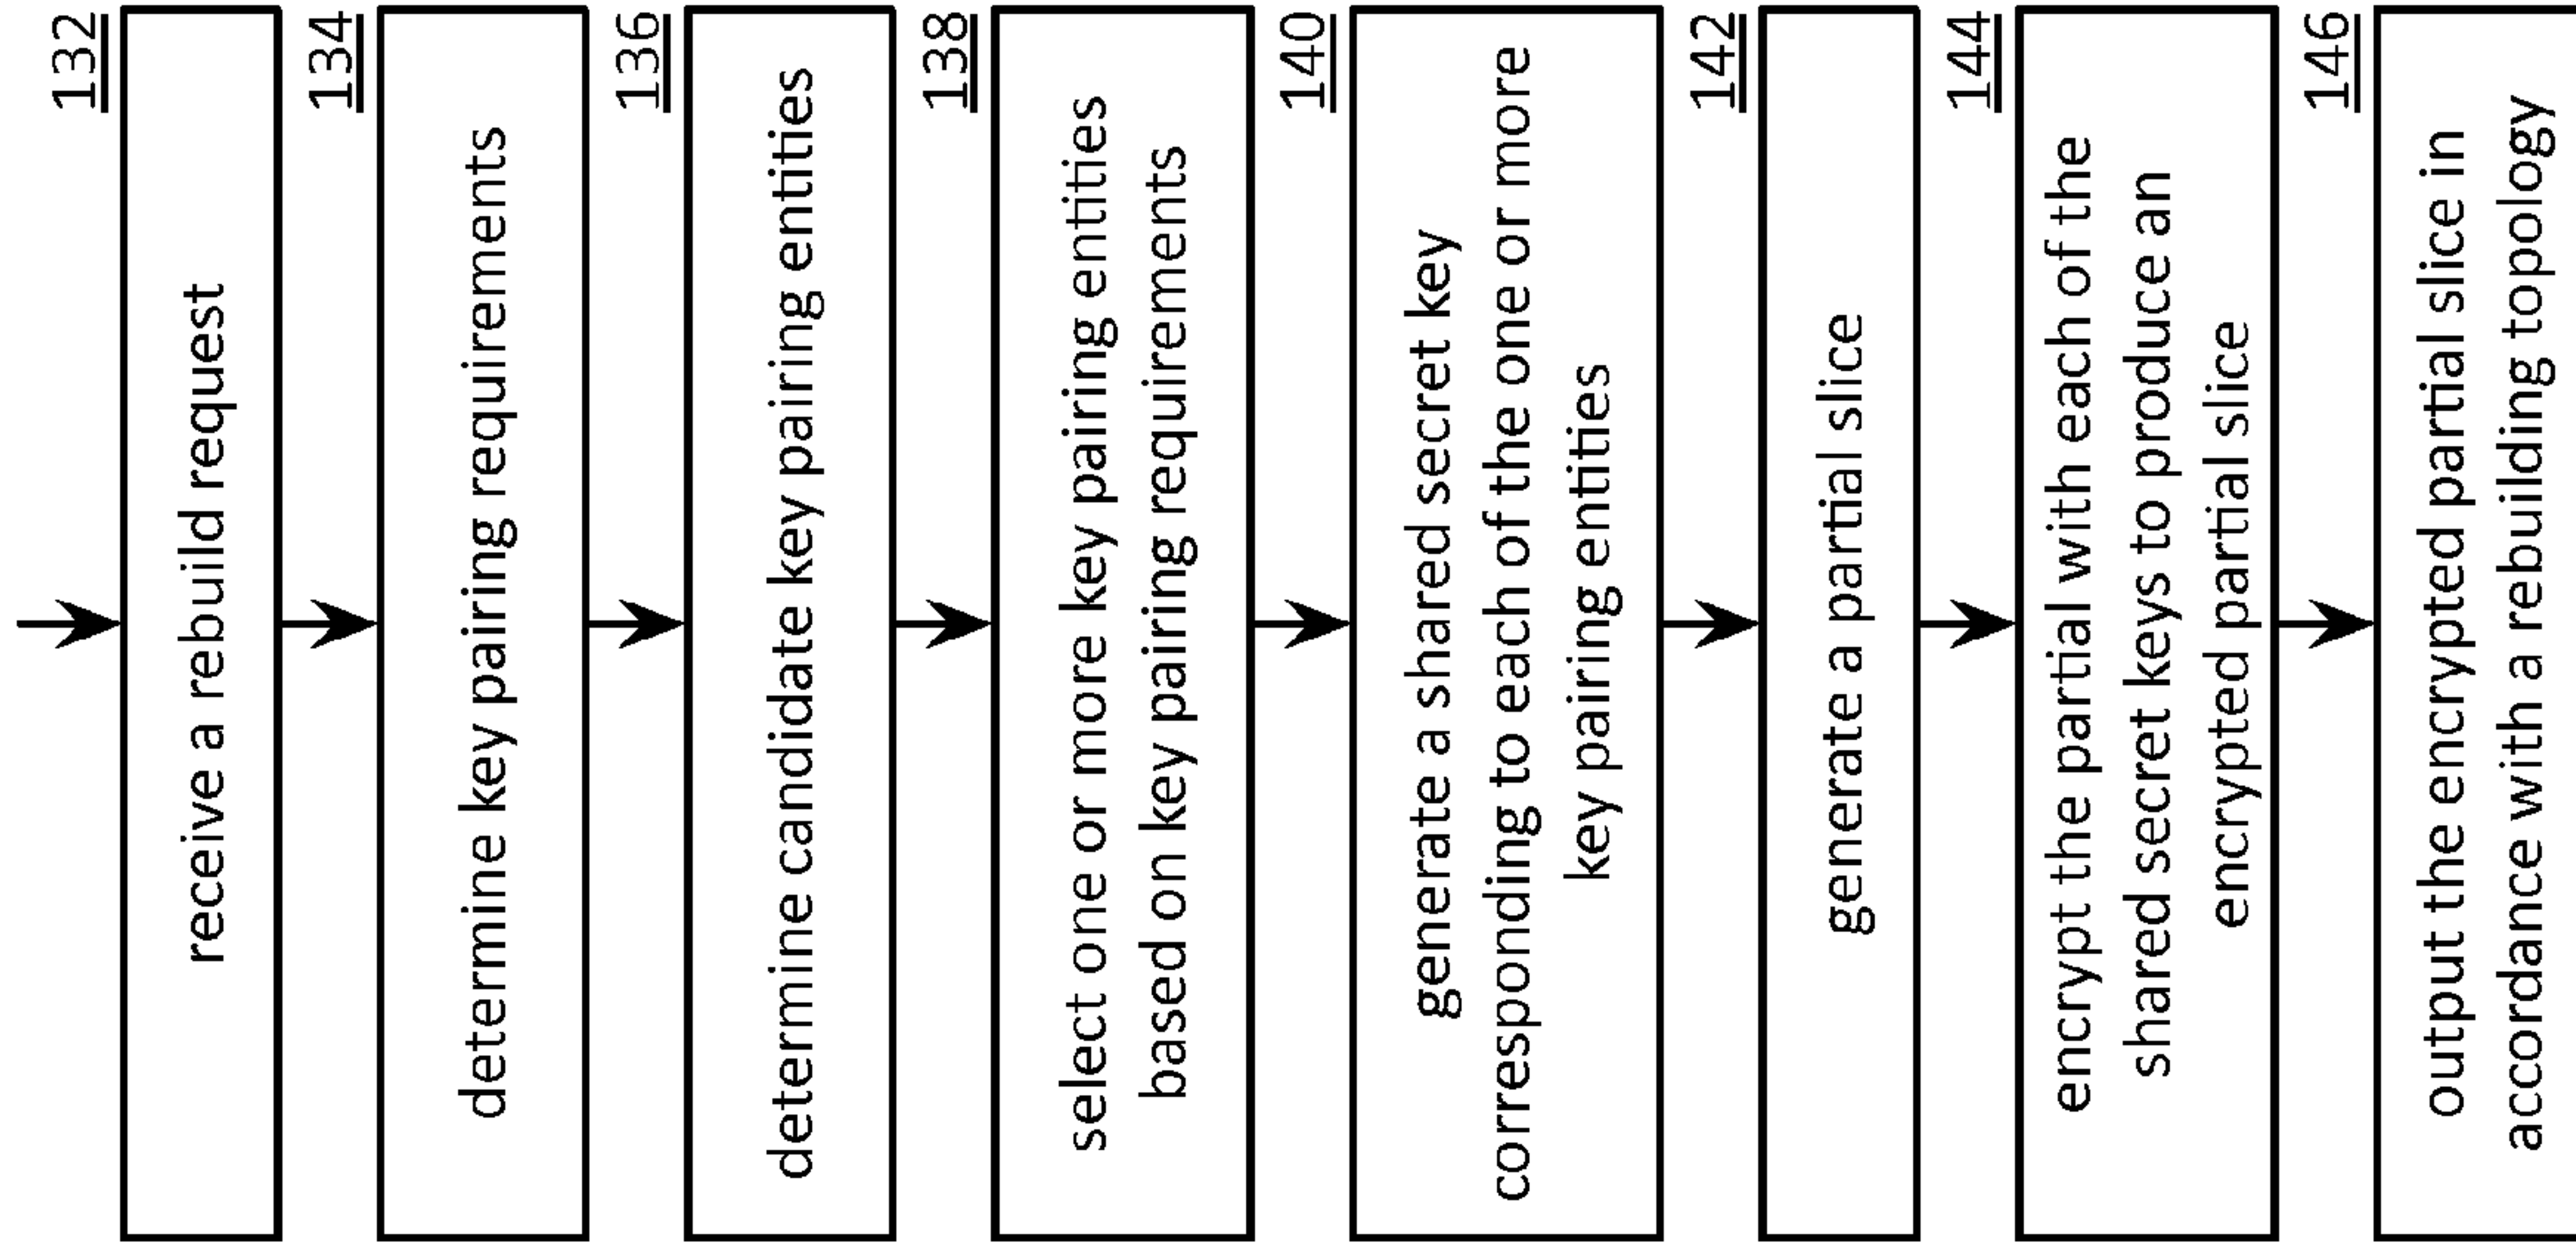 132
receive a rebuild request
134
determine key pairing requirements
136
determine candidate key pairing entities
138
select one or more key pairing entities
based on key pairing requirements
140
generate a shared secret key
corresponding to each of the one or more
key pairing entities
142
generate a partial slice
144
encrypt the partial with each of the
shared secret keys to produce an
encrypted partial slice
146
output the encrypted partial slice in
accordance with a rebuilding topology